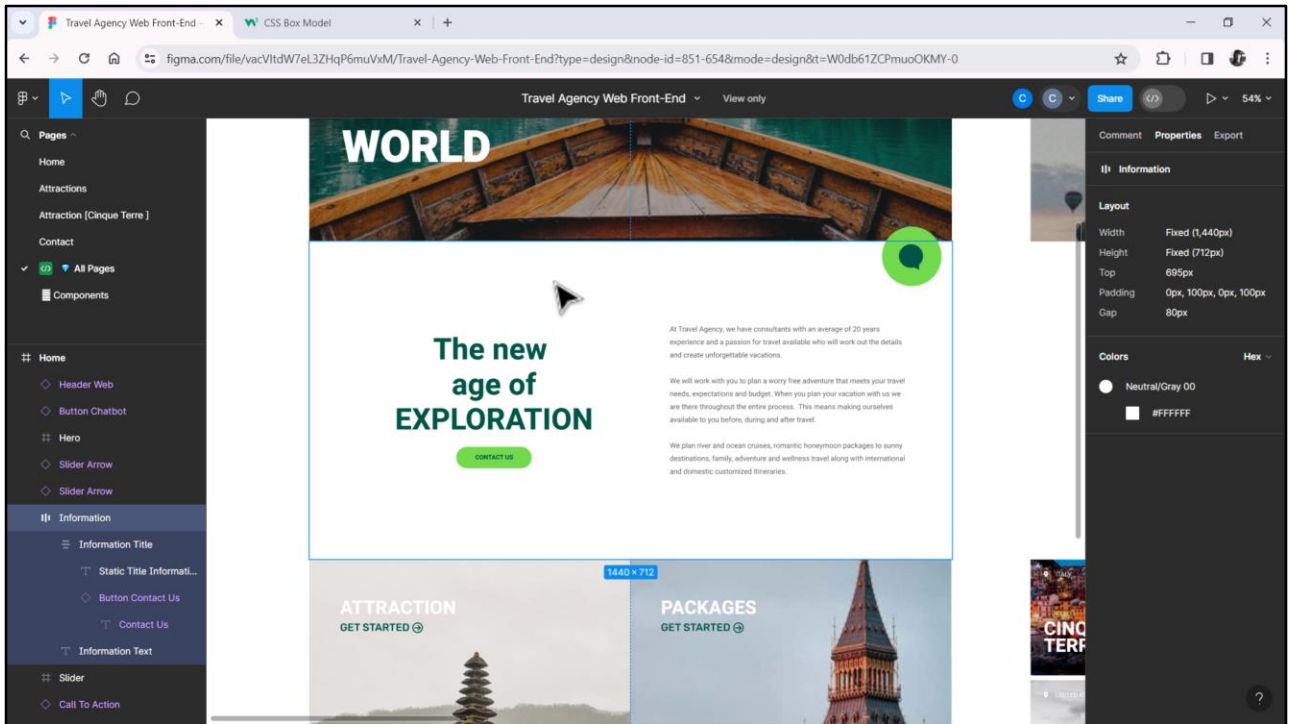 Travel Agency Web Front-End –
CSS Box Model
figma.com/file/vacVltdW7eL3ZHqP6muVxM/Travel-Agency-Web-Front-End?type=design&node-id=851-654&mode=design&t=W0db61ZCPmuoOKMY-0
Travel Agency Web Front-End
View only
C
C
Share
54%
Pages
Home
Attractions
Attraction [Cinque Terre ]
Contact
All Pages
Components
Home
Header Web
Button Chatbot
Hero
Slider Arrow
Slider Arrow
Information
Information Title
Static Title Informati...
Button Contact Us
Contact Us
Information Text
Slider
Call To Action
WORLD
The new
age of
EXPLORATION
CONTACT US
At Travel Agency, we have consultants with an average of 20 years
experience and a passion for travel available who will work out the details
and create unforgettable vacations.
We will work with you to plan a worry free adventure that meets your travel
needs, expectations and budget. When you plan your vacation with us we
are there throughout the entire process. This means making ourselves
available to you before, during and after travel.
We plan river and ocean cruises, romantic honeymoon packages to sunny
destinations, family, adventure and wellness travel along with international
and domestic customized itineraries.
1440 × 712
ATTRACTION
GET STARTED
PACKAGES
GET STARTED
ITALY
CINQ
TERR
Comment Properties Export
Information
Layout
Width Fixed (1,440px)
Height Fixed (712px)
Top 695px
Padding 0px, 100px, 0px, 100px
Gap 80px
Colors Hex
Neutral/Gray 00
#FFFFFF
?